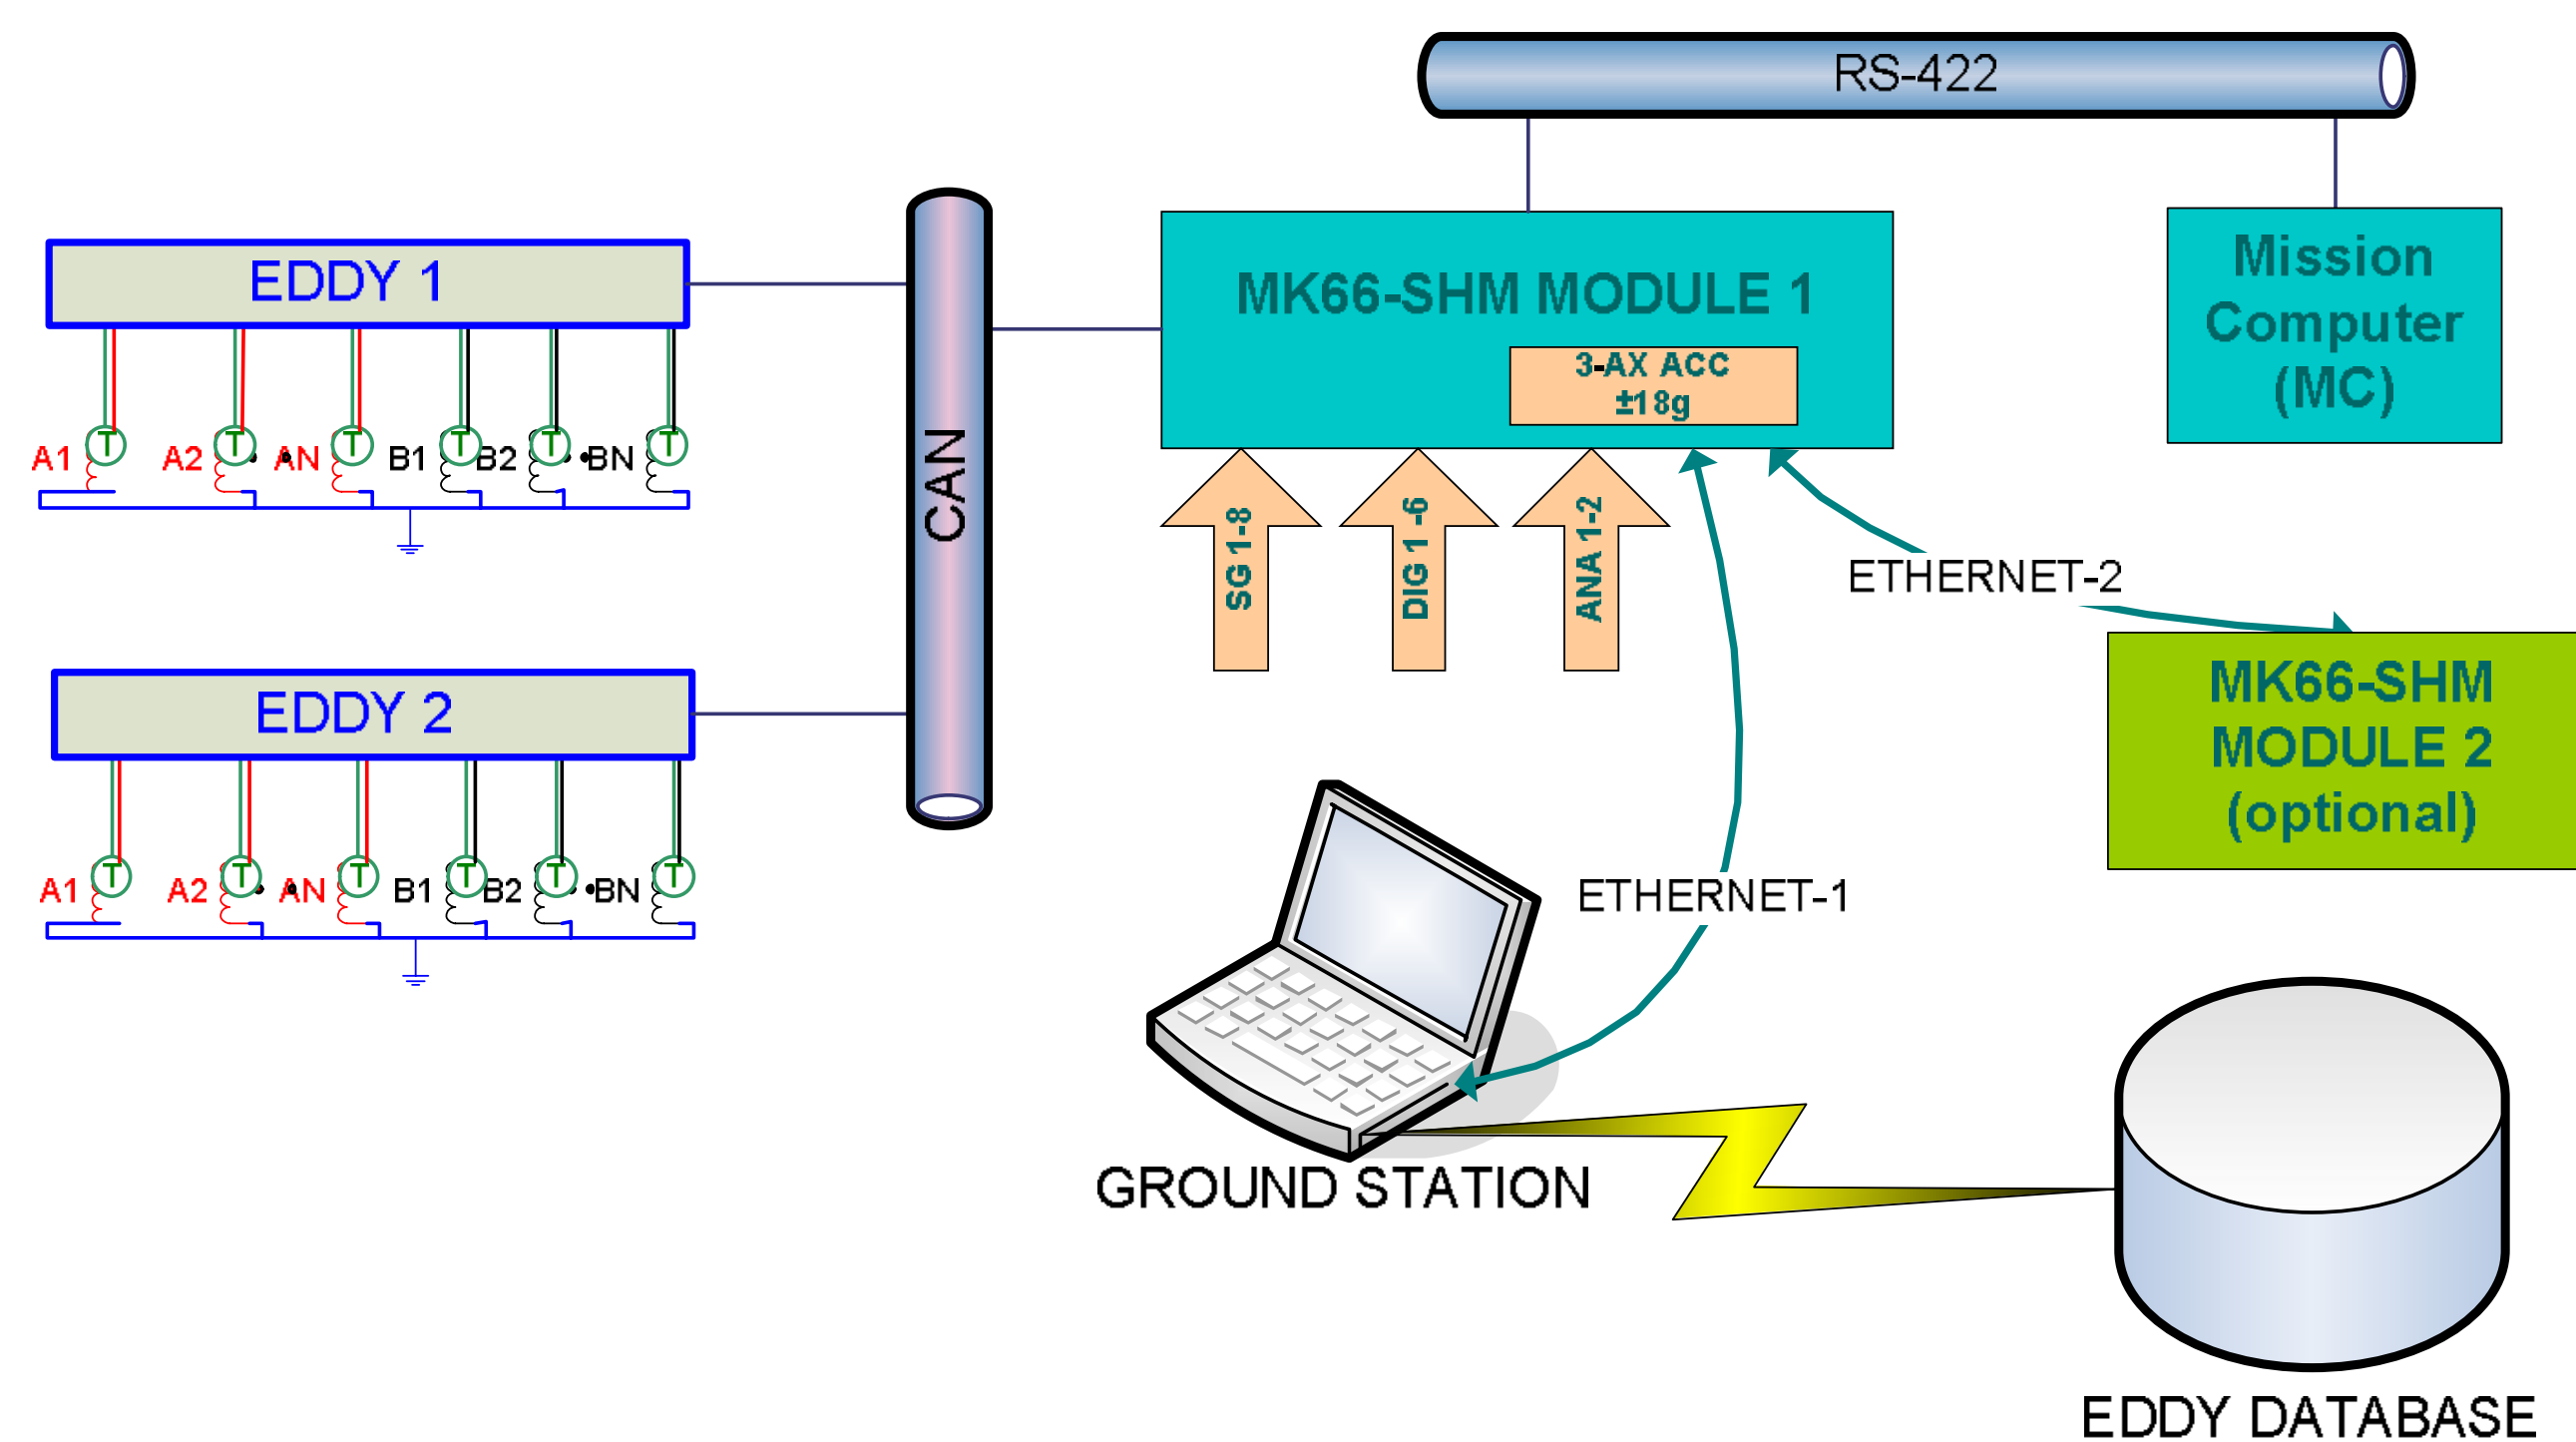 RS-422
EDDY 1
MK66-SHM MODULE 1
3-AX ACC
±18g
Mission
Computer
(MC)
T T T T T T
A1 A2 AN B1 B2 BN
CAN
SG 1-8
DIG 1 -6
ANA 1-2
ETHERNET-2
EDDY 2
MK66-SHM
MODULE 2
(optional)
T T T T T T
A1 A2 AN B1 B2 BN
ETHERNET-1
GROUND STATION
EDDY DATABASE